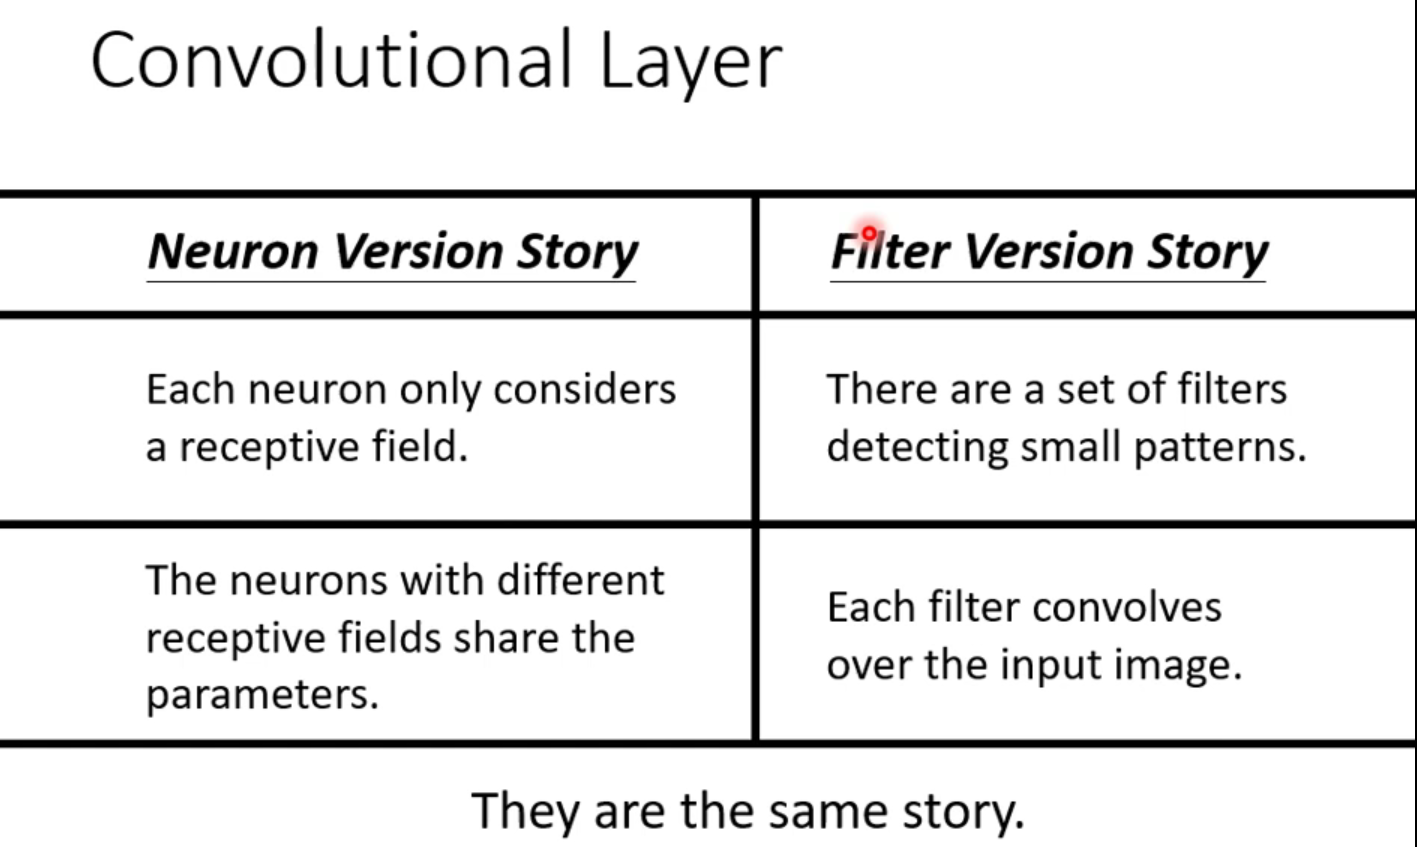 Convolutional Layer
Neuron Version Story
Filter Version Story
Each neuron only considers
a receptive field.
There are a set of filters
detecting small patterns.
The neurons with different
receptive fields share the
parameters.
Each filter convolves
over the input image.
They are the same story.